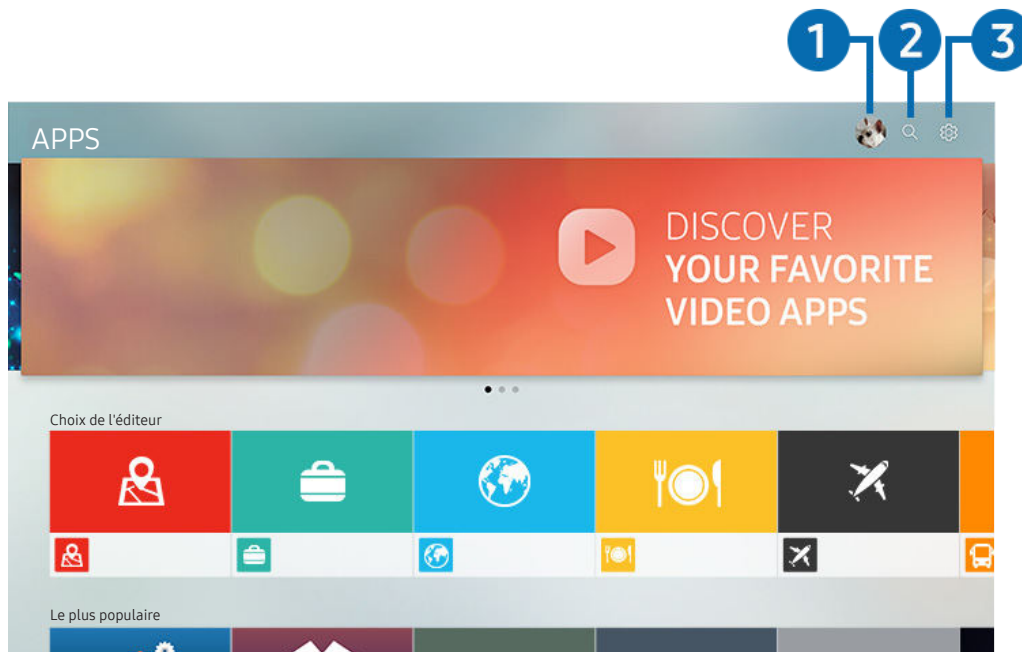 1 2 3
APPS
DISCOVER
YOUR FAVORITE
VIDEO APPS
Choix de l'éditeur
Le plus populaire